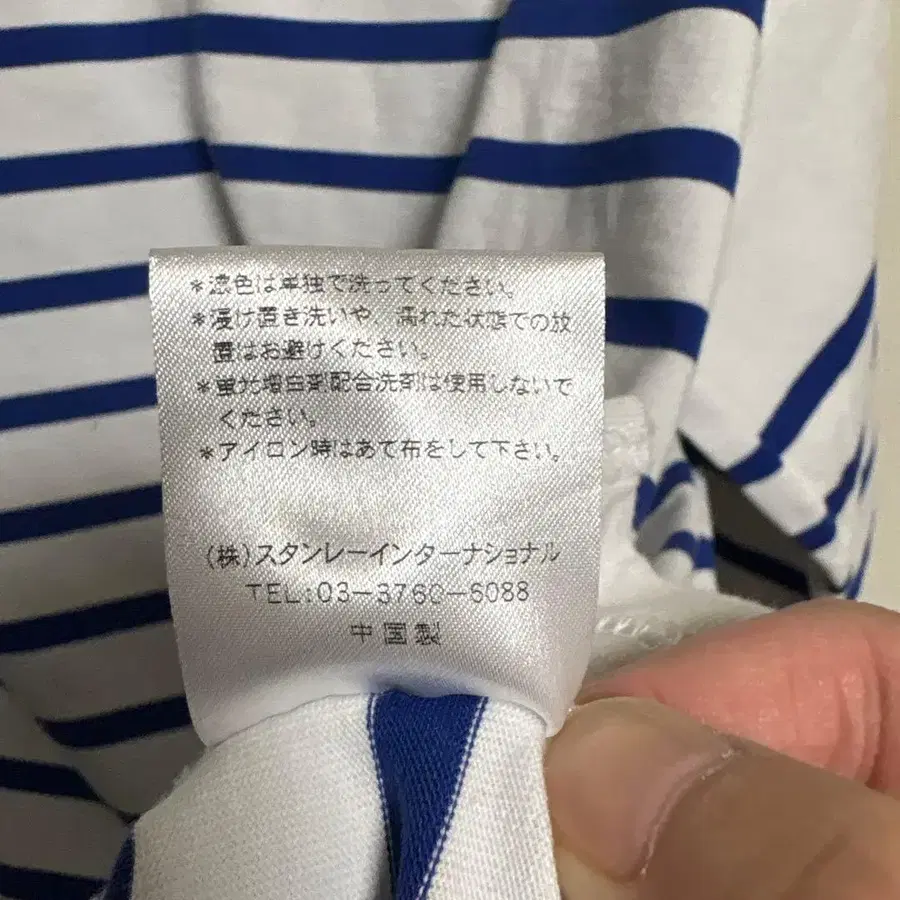 *濃色は単独で洗ってください。
*浸け置き洗いや、濡れた状態での放
置はお避けください。
*蛍光増白剤配合洗剤は使用しないで
ください。
*アイロン時はあて布をして下さい。
(株)スタンレーインターナショナル
TEL:03-3760-6088
中国製